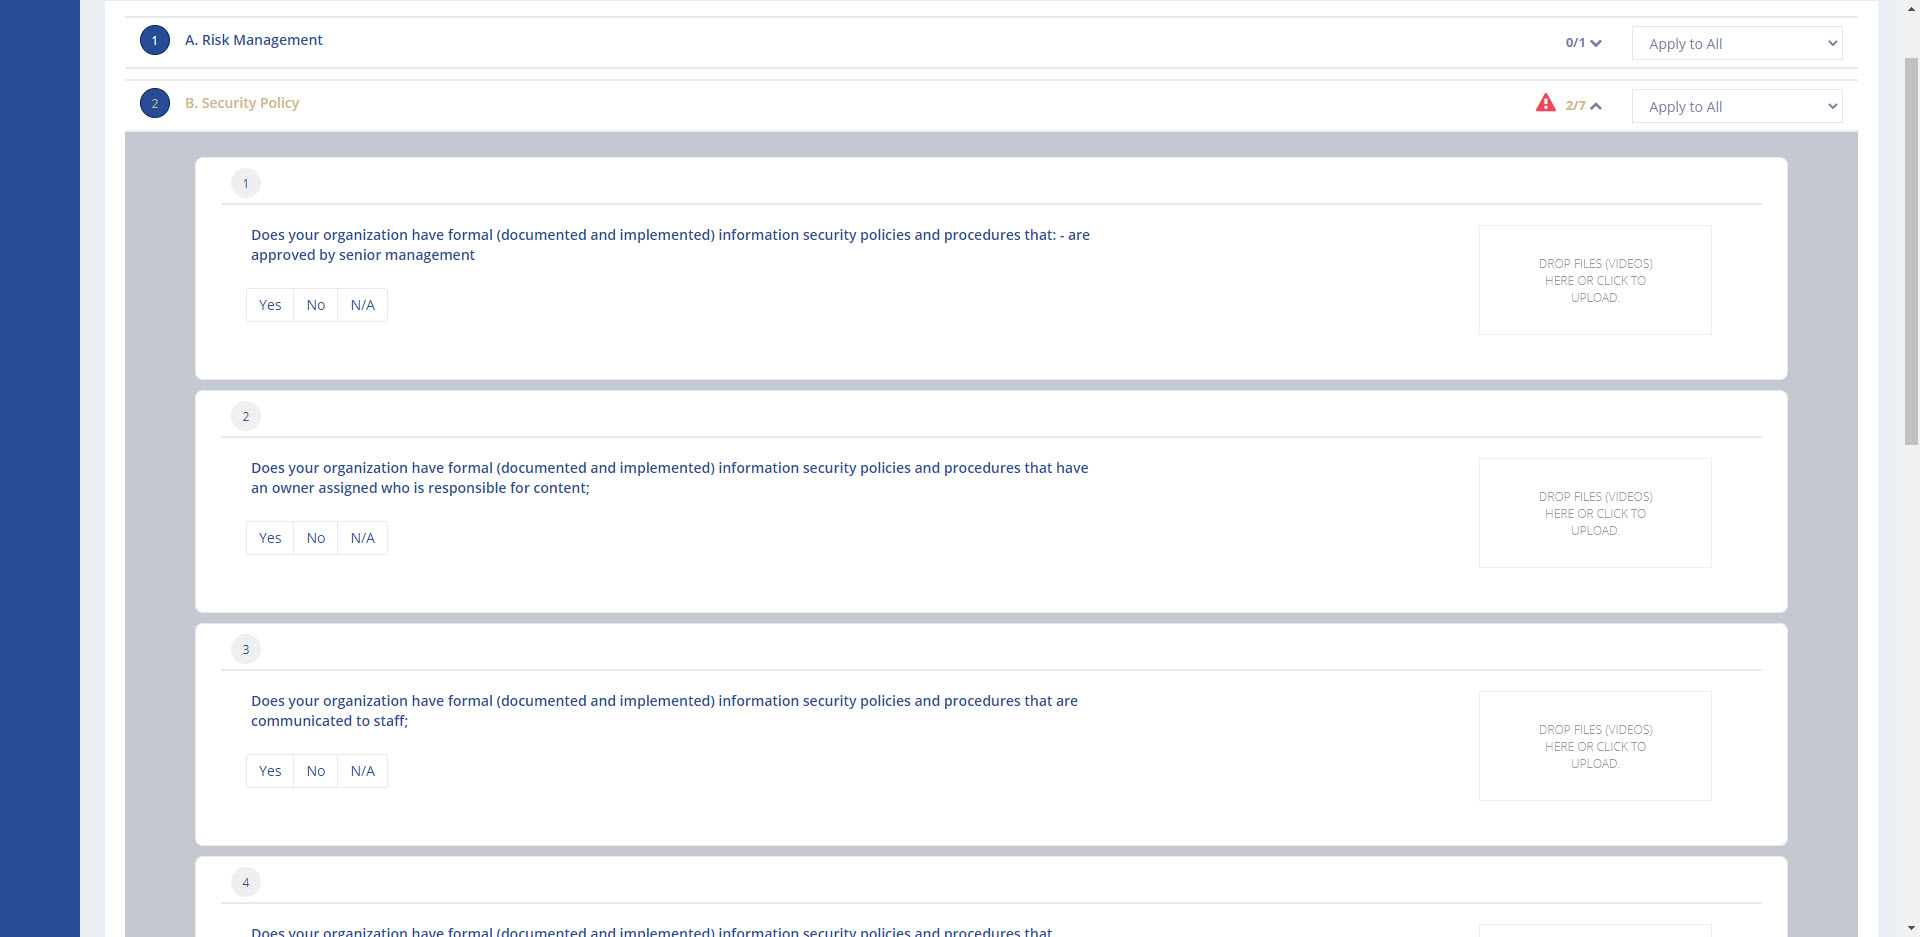 1 A. Risk Management 0/1 Apply to All
2 B. Security Policy 2/7 Apply to All
1
Does your organization have formal (documented and implemented) information security policies and procedures that: - are
approved by senior management
Yes No N/A
DROP FILES (VIDEOS)
HERE OR CLICK TO
UPLOAD.
2
Does your organization have formal (documented and implemented) information security policies and procedures that have
an owner assigned who is responsible for content;
Yes No N/A
DROP FILES (VIDEOS)
HERE OR CLICK TO
UPLOAD.
3
Does your organization have formal (documented and implemented) information security policies and procedures that are
communicated to staff;
Yes No N/A
DROP FILES (VIDEOS)
HERE OR CLICK TO
UPLOAD.
4
Does your organization have formal (documented and implemented) information security policies and procedures that